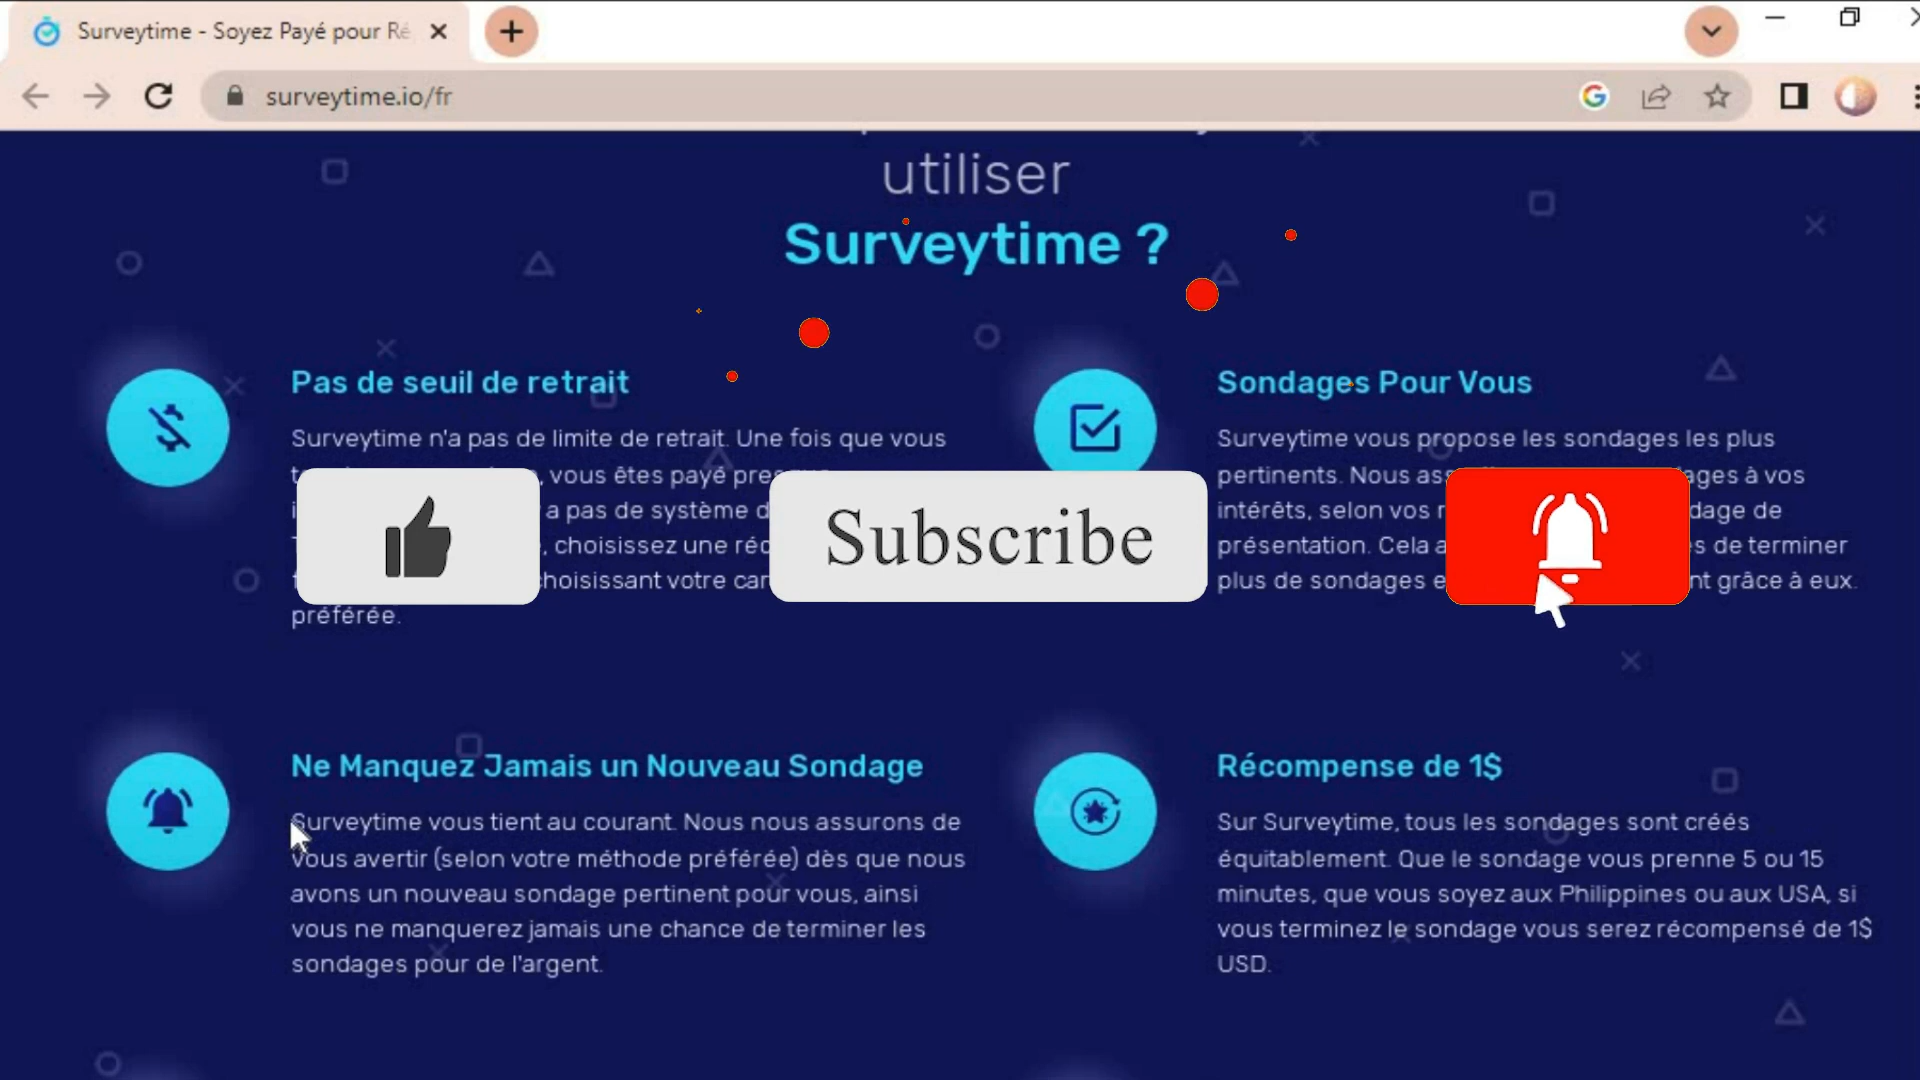 Surveytime - Soyez Payé pour Ré
surveytime.io/fr
utiliser
Surveytime ?
Pas de seuil de retrait
Surveytime n'a pas de limite de retrait. Une fois que vous
, vous êtes payé
a pas de système
, choisissez une
choisissant votre
préférée.
Sondages Pour Vous
Surveytime vous propose les sondages les plus
pertinents. Nous
à vos
intérêts, selon vos
de
présentation. Cela
de terminer
plus de sondages
grâce à eux.
Subscribe
Ne Manquez Jamais un Nouveau Sondage
Surveytime vous tient au courant. Nous nous assurons de
vous avertir (selon votre méthode préférée) dès que nous
avons un nouveau sondage pertinent pour vous, ainsi
vous ne manquerez jamais une chance de terminer les
sondages pour de l'argent.
Récompense de 1$
Sur Surveytime, tous les sondages sont créés
équitablement. Que le sondage vous prenne 5 ou 15
minutes, que vous soyez aux Philippines ou aux USA, si
vous terminez le sondage vous serez récompensé de 1$
USD.